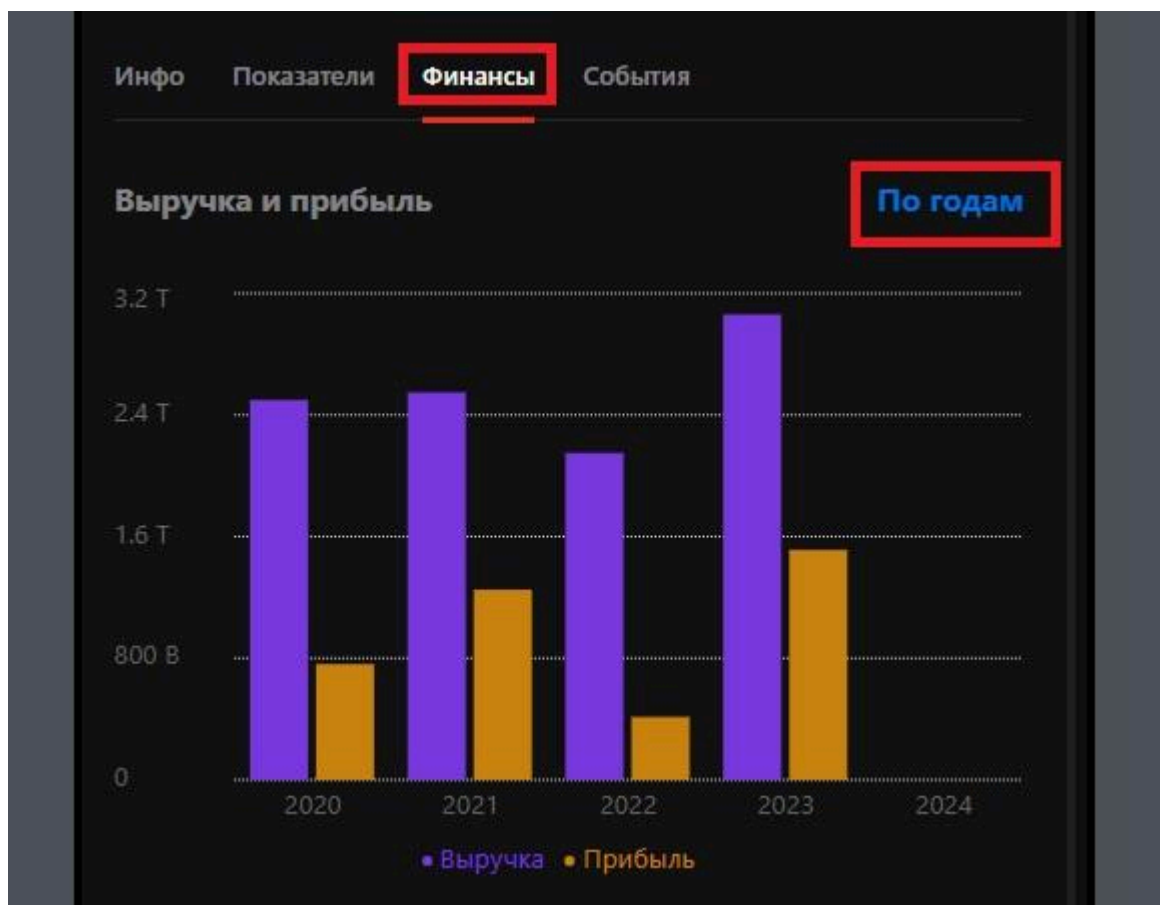 Инфо Показатели Финансы События
Выручка и прибыль По годам
3.2 T
2.4 T
1.6 T
800 B
0
2020 2021 2022 2023 2024
• Выручка • Прибыль